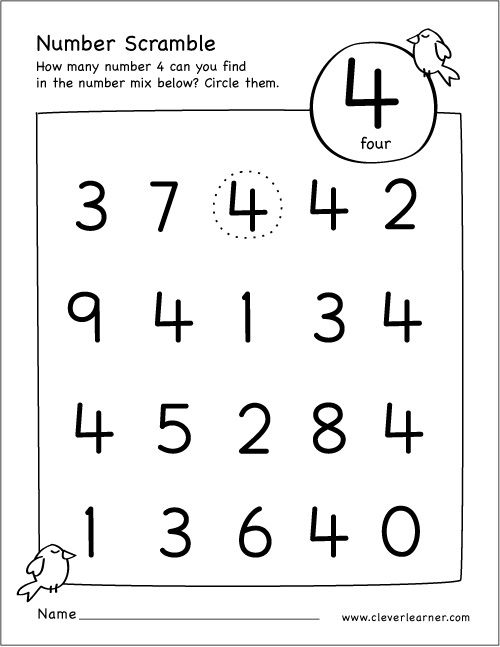 Number Scramble
How many number 4 can you find
in the number mix below? Circle them.
4
four
3 7 4 4 2
9 4 1 3 4
4 5 2 8 4
1 3 6 4 0
Name
www.cleverlearner.com